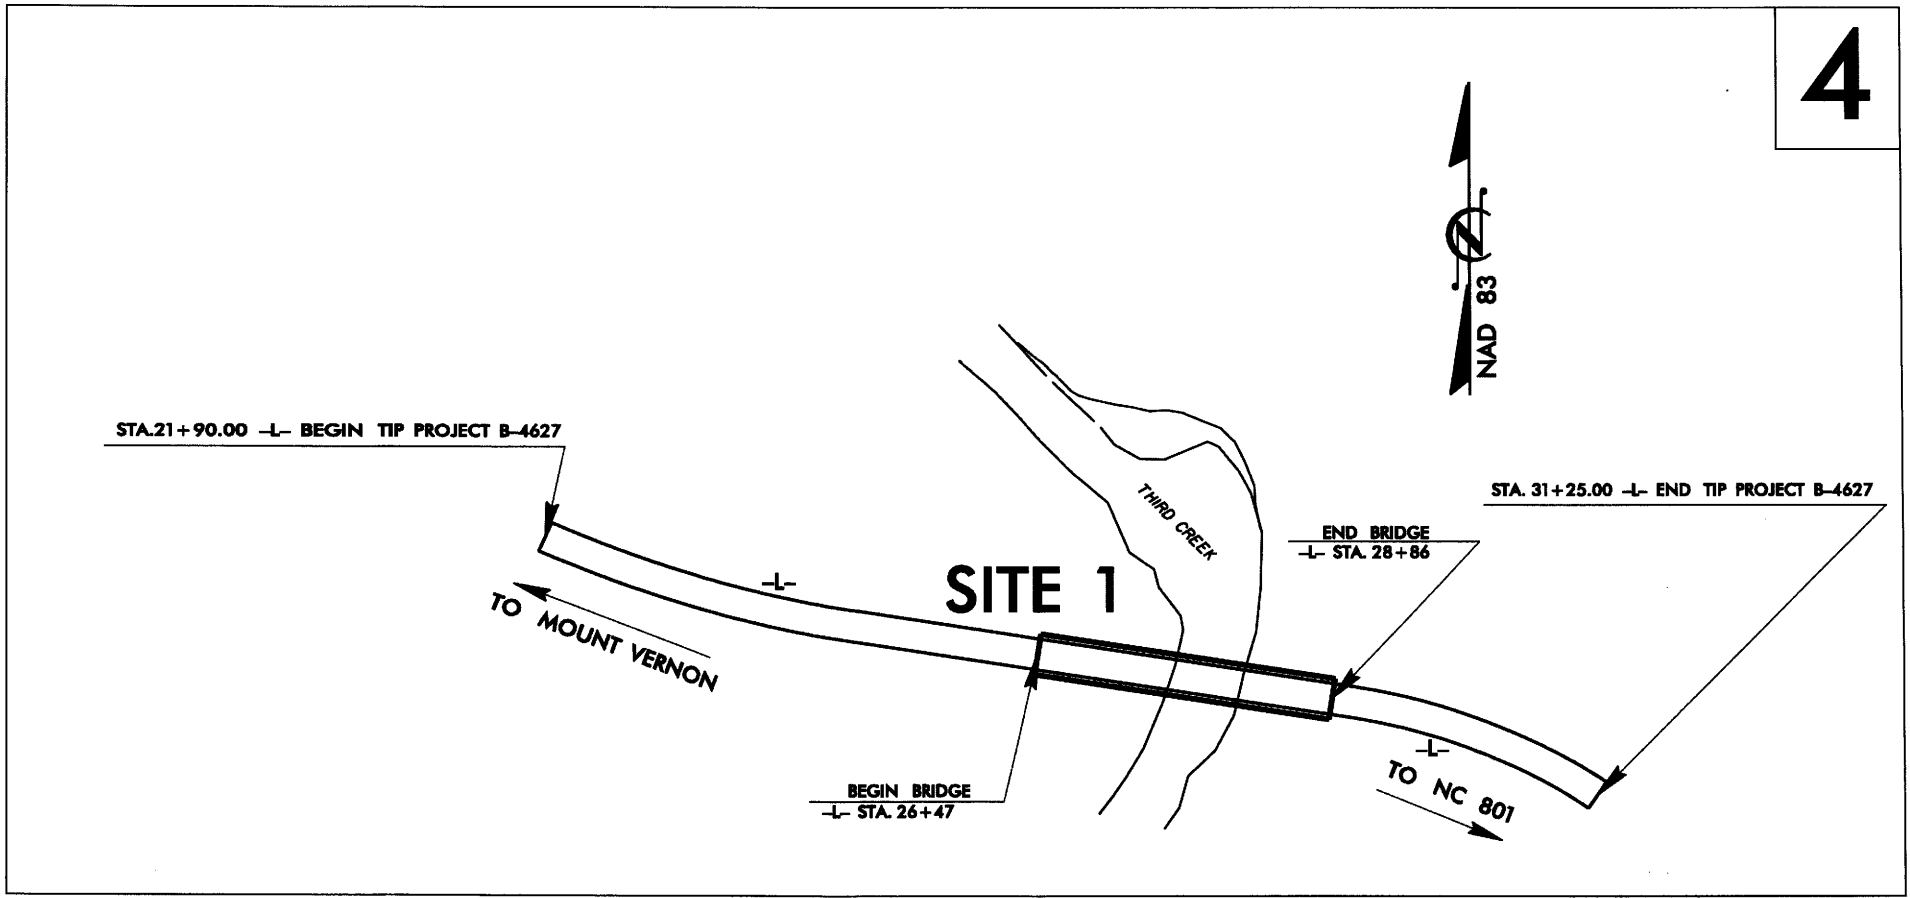 4
NAD 83
STA.21+90.00 -L- BEGIN TIP PROJECT B-4627
STA. 31+25.00 -L- END TIP PROJECT B-4627
THIRD CREEK
END BRIDGE
-L- STA. 28+86
SITE 1
-L-
TO MOUNT VERNON
-L-
TO NC 801
BEGIN BRIDGE
-L- STA. 26+47